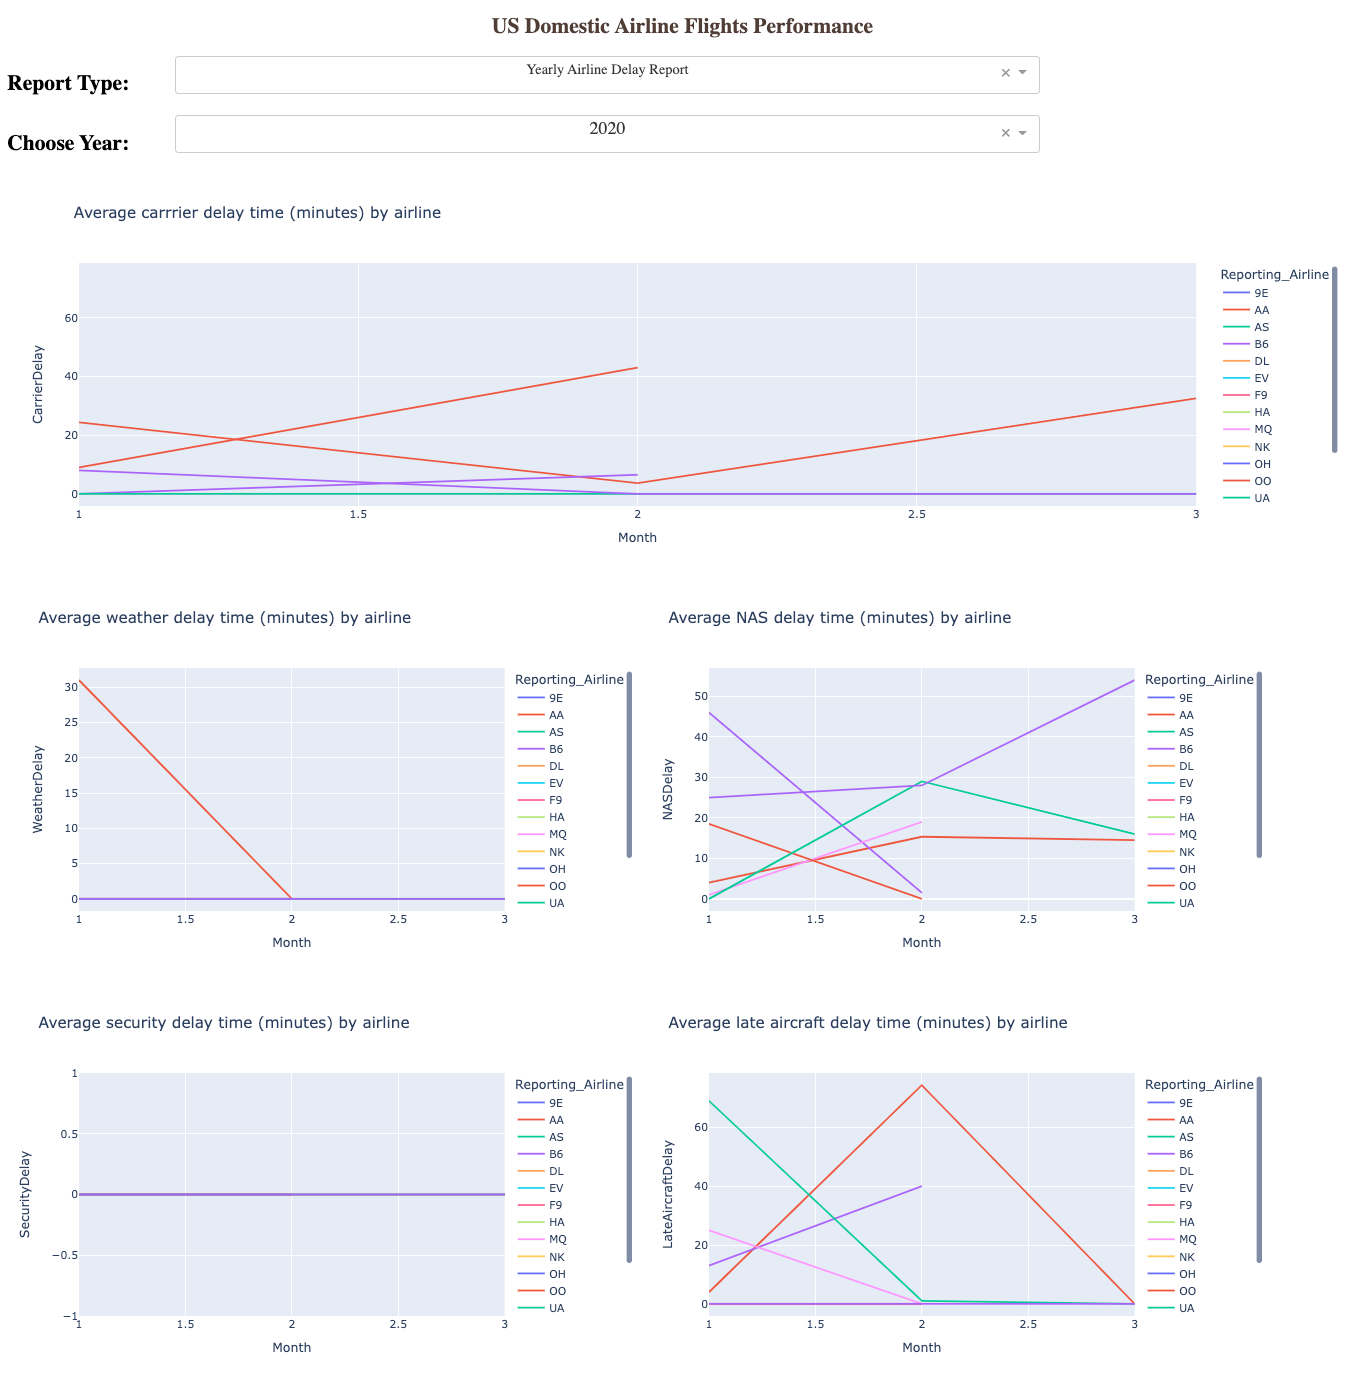 US Domestic Airline Flights Performance
Report Type:
Yearly Airline Delay Report
×
Choose Year:
2020
×
Average carrrier delay time (minutes) by airline
CarrierDelay
60
40
20
0
1
1.5
2
2.5
3
Month
Reporting_Airline
9E
AA
AS
B6
DL
EV
F9
HA
MQ
NK
OH
OO
UA
Average weather delay time (minutes) by airline
WeatherDelay
30
25
20
15
10
5
0
1
1.5
2
2.5
3
Month
Reporting_Airline
9E
AA
AS
B6
DL
EV
F9
HA
MQ
NK
OH
OO
UA
Average NAS delay time (minutes) by airline
NASDelay
50
40
30
20
10
0
1
1.5
2
2.5
3
Month
Reporting_Airline
9E
AA
AS
B6
DL
EV
F9
HA
MQ
NK
OH
OO
UA
Average security delay time (minutes) by airline
SecurityDelay
1
0.5
0
−0.5
−1
1
1.5
2
2.5
3
Month
Reporting_Airline
9E
AA
AS
B6
DL
EV
F9
HA
MQ
NK
OH
OO
UA
Average late aircraft delay time (minutes) by airline
LateAircraftDelay
60
40
20
0
1
1.5
2
2.5
3
Month
Reporting_Airline
9E
AA
AS
B6
DL
EV
F9
HA
MQ
NK
OH
OO
UA